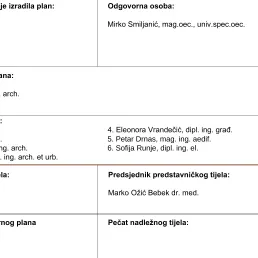 je izradila plan:
Odgovorna osoba:
Mirko Smiljanić, mag.oec., univ.spec.oec.
ana:
arch.
:
4. Eleonora Vrandečić, dipl. ing. građ.
5. Petar Drnas, mag. ing. aedif.
ng. arch.
6. Sofija Runje, dipl. ing. el.
. ing. arch. et urb.
la:
Predsjednik predstavničkog tijela:
Marko Ožić Bebek dr. med.
nog plana
Pečat nadležnog tijela: